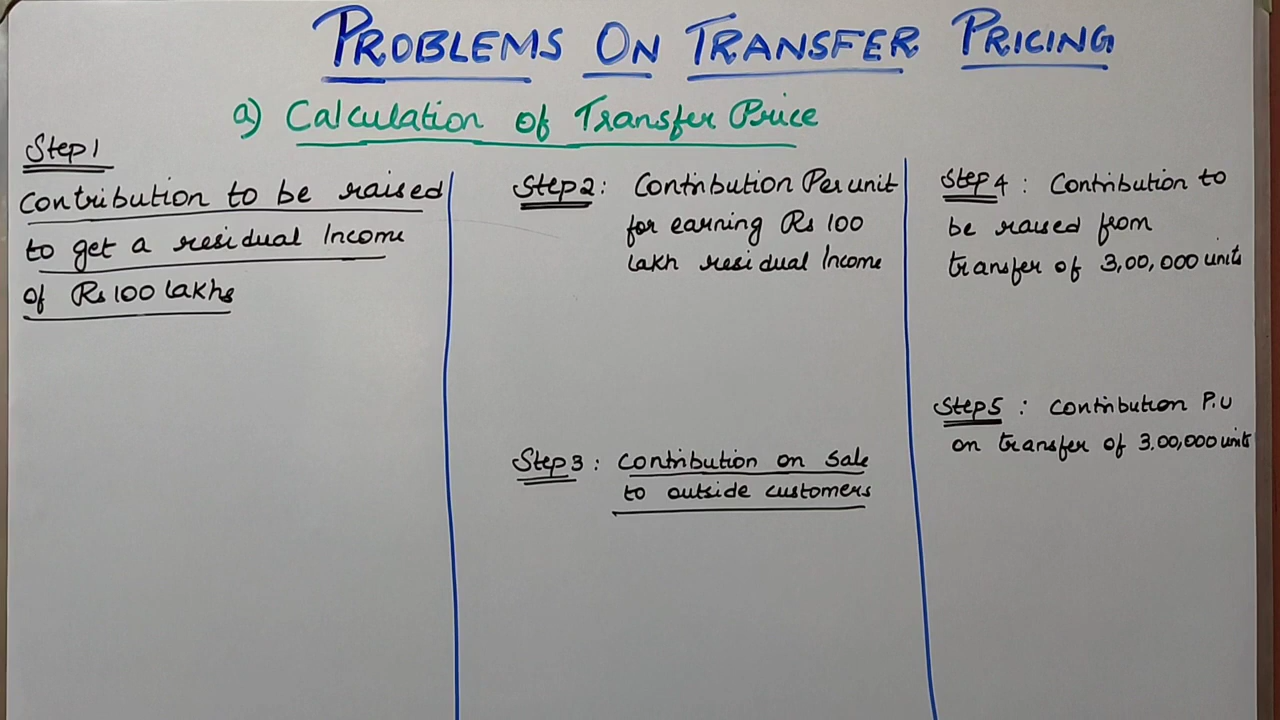 PROBLEMS ON TRANSFER PRICING
a) Calculation of Transfer Price
Step 1
Contribution to be raised
to get a residual Income
of Rs 100 lakhs
Step 2: Contribution Per unit
for earning Rs 100
lakh residual Income
Step 3: Contribution on Sale
to outside customers
Step 4: Contribution to
be raised from
transfer of 3,00,000 units
Step 5: Contribution P.U
on transfer of 3,00,000 units